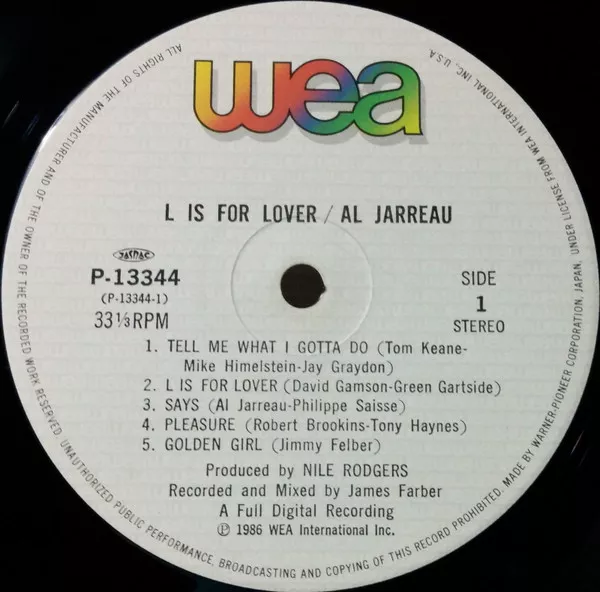 wea
L IS FOR LOVER / AL JARREAU
JASRAC
P-13344
(P-13344-1)
33⅓RPM
SIDE
1
STEREO
1. TELL ME WHAT I GOTTA DO (Tom Keane-
Mike Himelstein-Jay Graydon)
2. L IS FOR LOVER (David Gamson-Green Gartside)
3. SAYS (Al Jarreau-Philippe Saisse)
4. PLEASURE (Robert Brookins-Tony Haynes)
5. GOLDEN GIRL (Jimmy Felber)
Produced by NILE RODGERS
Recorded and Mixed by James Farber
A Full Digital Recording
℗ 1986 WEA International Inc.
ALL RIGHTS OF THE MANUFACTURER AND OF THE OWNER OF THE RECORDED WORK RESERVED. UNAUTHORIZED PUBLIC PERFORMANCE, BROADCASTING AND COPYING OF THIS RECORD PROHIBITED. MADE BY WARNER-PIONEER CORPORATION, JAPAN, UNDER LICENSE FROM WEA INTERNATIONAL INC., U.S.A.